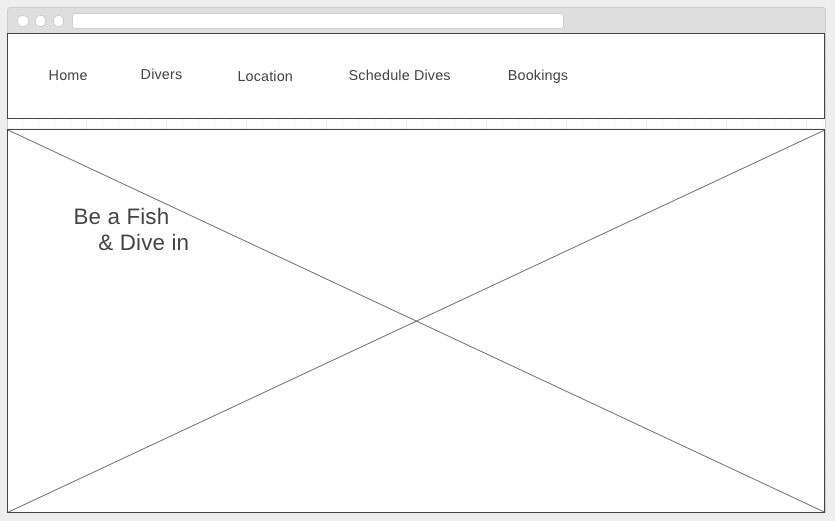 Home Divers Location Schedule Dives Bookings
Be a Fish
& Dive in